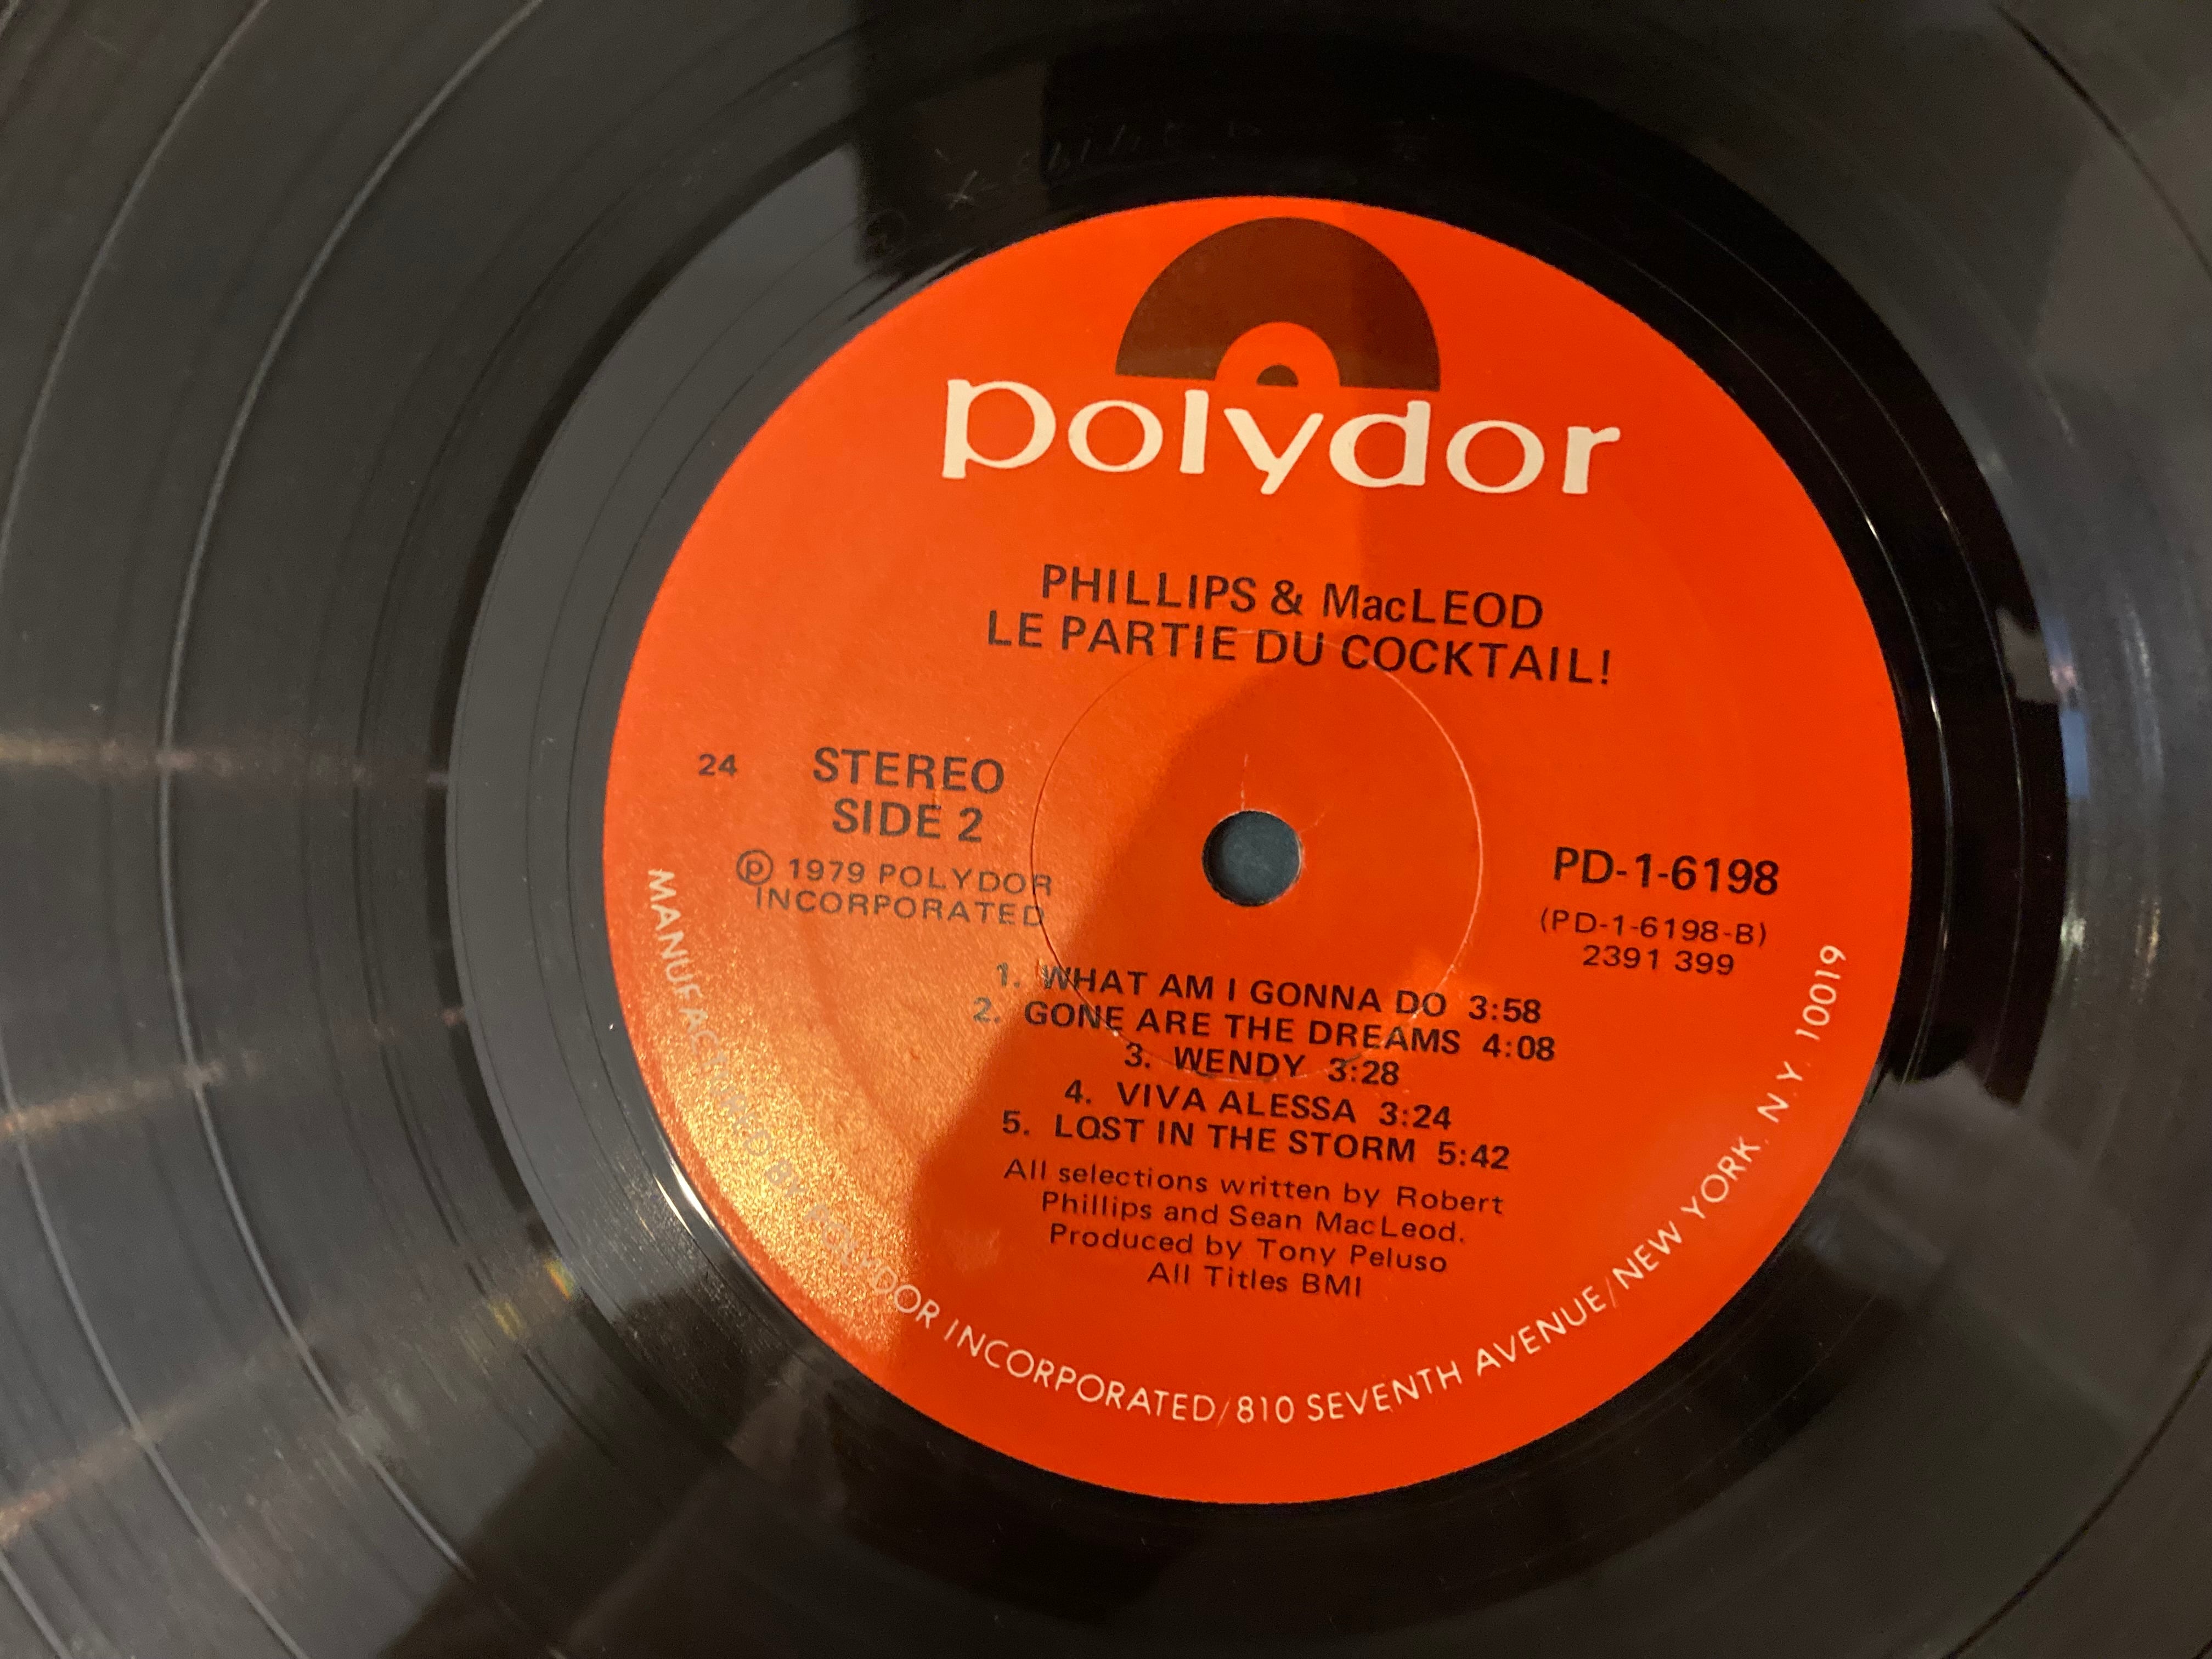 polydor
PHILLIPS & MacLEOD
LE PARTIE DU COCKTAIL!
24
STEREO
SIDE 2
Ⓟ 1979 POLYDOR
INCORPORATED
PD-1-6198
(PD-1-6198-B)
2391 399
1. WHAT AM I GONNA DO 3:58
2. GONE ARE THE DREAMS 4:08
3. WENDY 3:28
4. VIVA ALESSA 3:24
5. LOST IN THE STORM 5:42
All selections written by Robert
Phillips and Sean MacLeod.
Produced by Tony Peluso
All Titles BMI
MANUFACTURED BY POLYDOR INCORPORATED/810 SEVENTH AVENUE/NEW YORK, N.Y. 10019